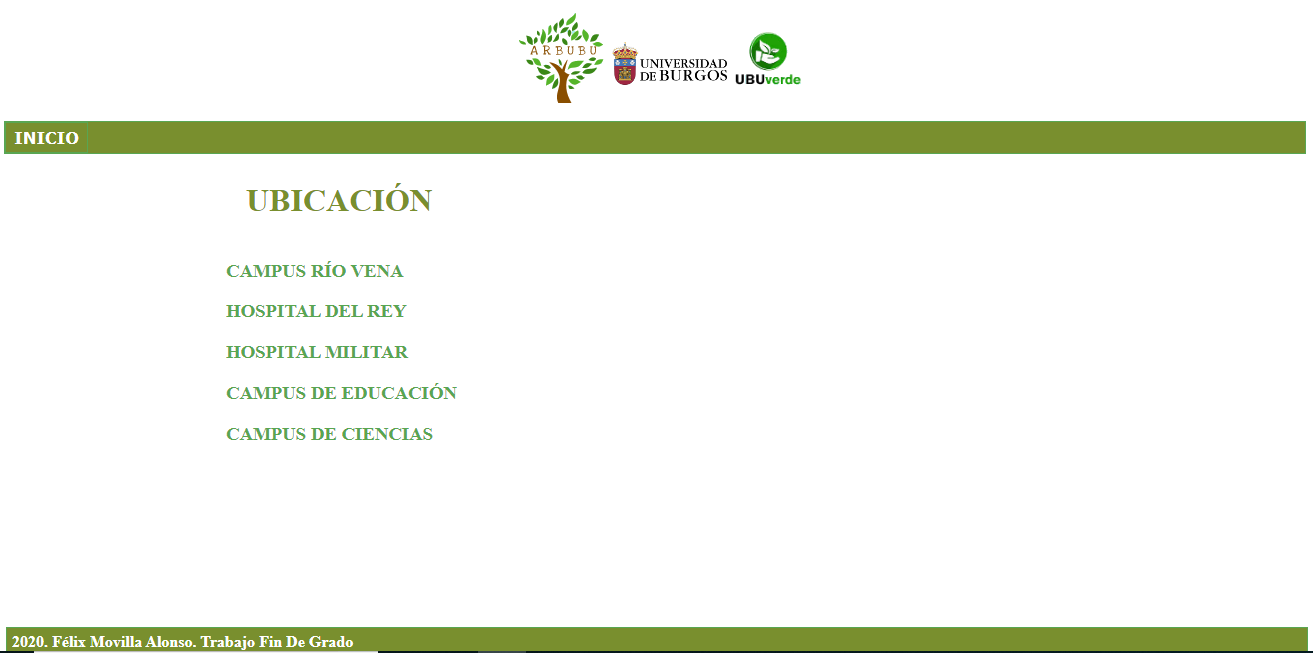 ARBUBU
UNIVERSIDAD
DE BURGOS
UBUverde
INICIO
UBICACIÓN
CAMPUS RÍO VENA
HOSPITAL DEL REY
HOSPITAL MILITAR
CAMPUS DE EDUCACIÓN
CAMPUS DE CIENCIAS
2020. Félix Movilla Alonso. Trabajo Fin De Grado